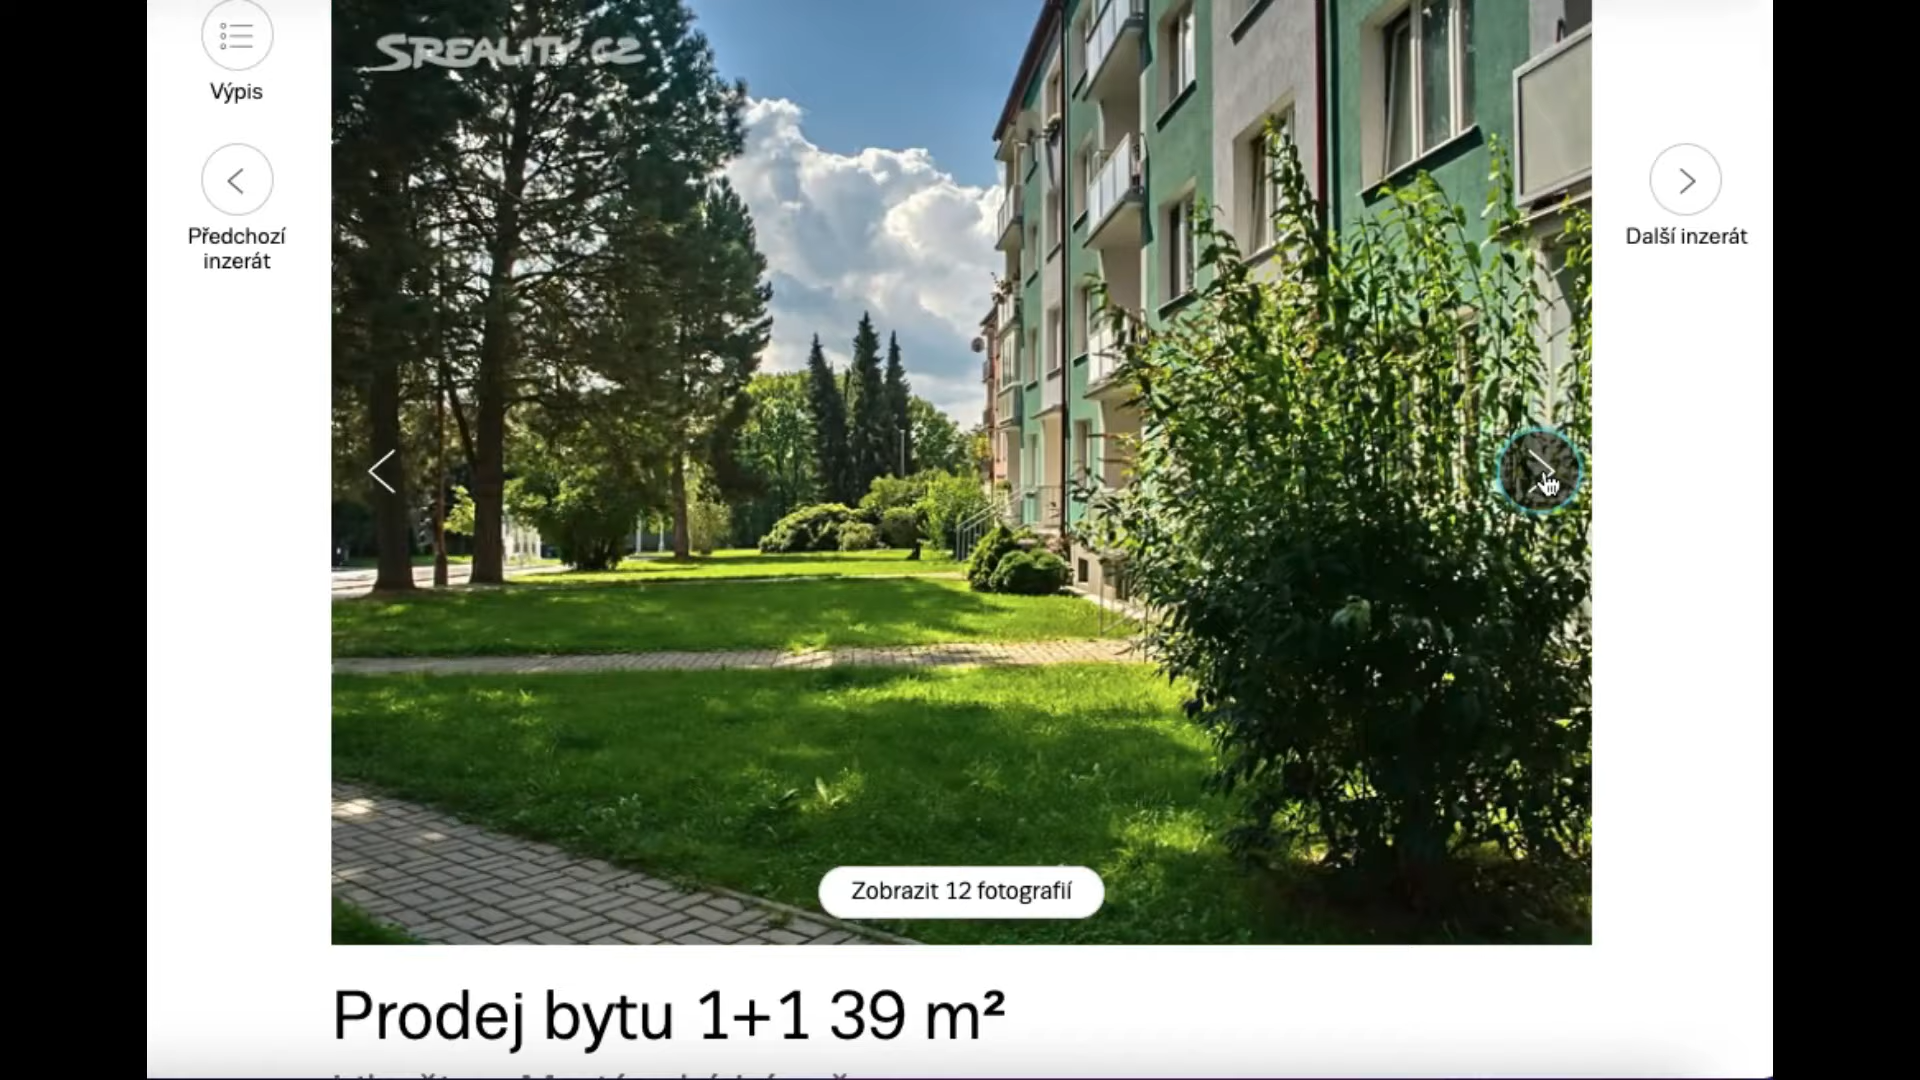 SREALITY.CZ
Výpis
Předchozí
inzerát
Další inzerát
Zobrazit 12 fotografií
Prodej bytu 1+1 39 m²